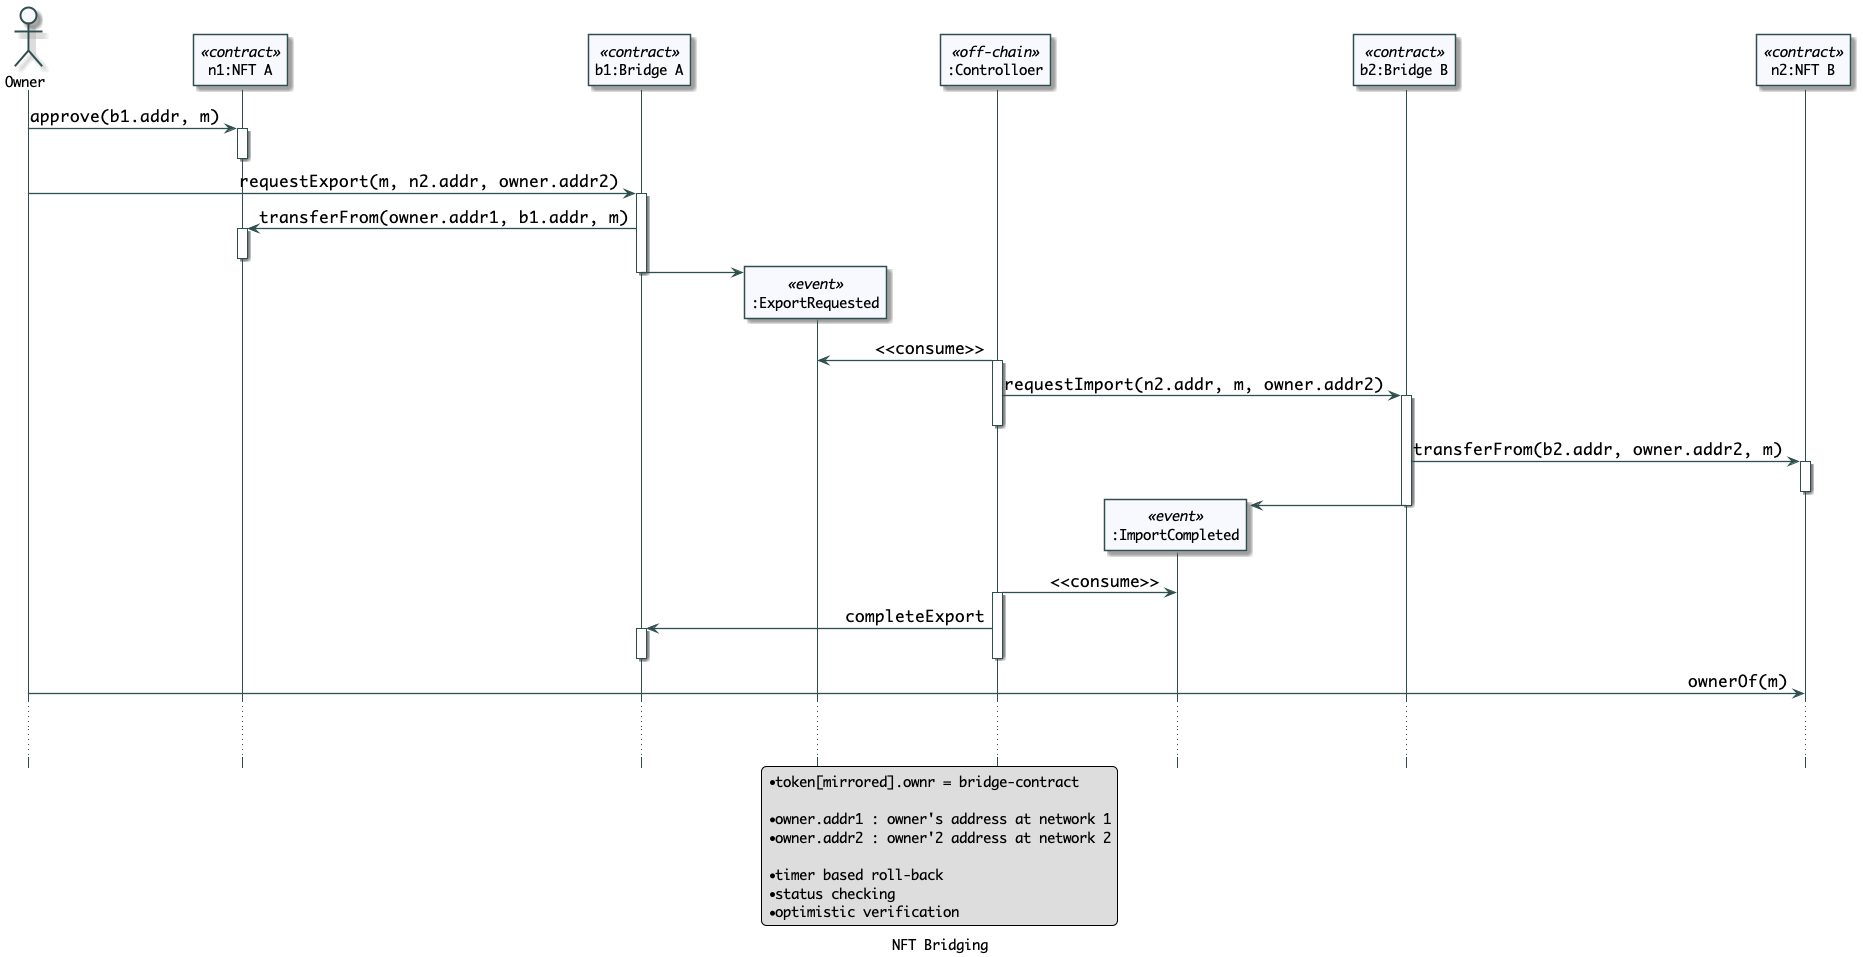 Owner
«contract»
n1:NFT A
«contract»
b1:Bridge A
«off-chain»
:Controlloer
«contract»
b2:Bridge B
«contract»
n2:NFT B
approve(b1.addr, m)
requestExport(m, n2.addr, owner.addr2)
transferFrom(owner.addr1, b1.addr, m)
«event»
:ExportRequested
<<consume>>
requestImport(n2.addr, m, owner.addr2)
transferFrom(b2.addr, owner.addr2, m)
«event»
:ImportCompleted
<<consume>>
completeExport
ownerOf(m)
•token[mirrored].ownr = bridge-contract
•owner.addr1 : owner's address at network 1
•owner.addr2 : owner'2 address at network 2
•timer based roll-back
•status checking
•optimistic verification
NFT Bridging